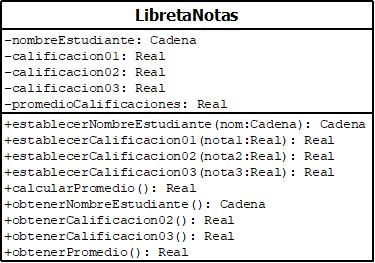 LibretaNotas
-nombreEstudiante: Cadena
-calificacion01: Real
-calificacion02: Real
-calificacion03: Real
-promedioCalificaciones: Real
+establecerNombreEstudiante(nom:Cadena): Cadena
+establecerCalificacion01(nota1:Real): Real
+establecerCalificacion02(nota2:Real): Real
+establecerCalificacion03(nota3:Real): Real
+calcularPromedio(): Real
+obtenerNombreEstudiante(): Cadena
+obtenerCalificacion02(): Real
+obtenerCalificacion03(): Real
+obtenerPromedio(): Real